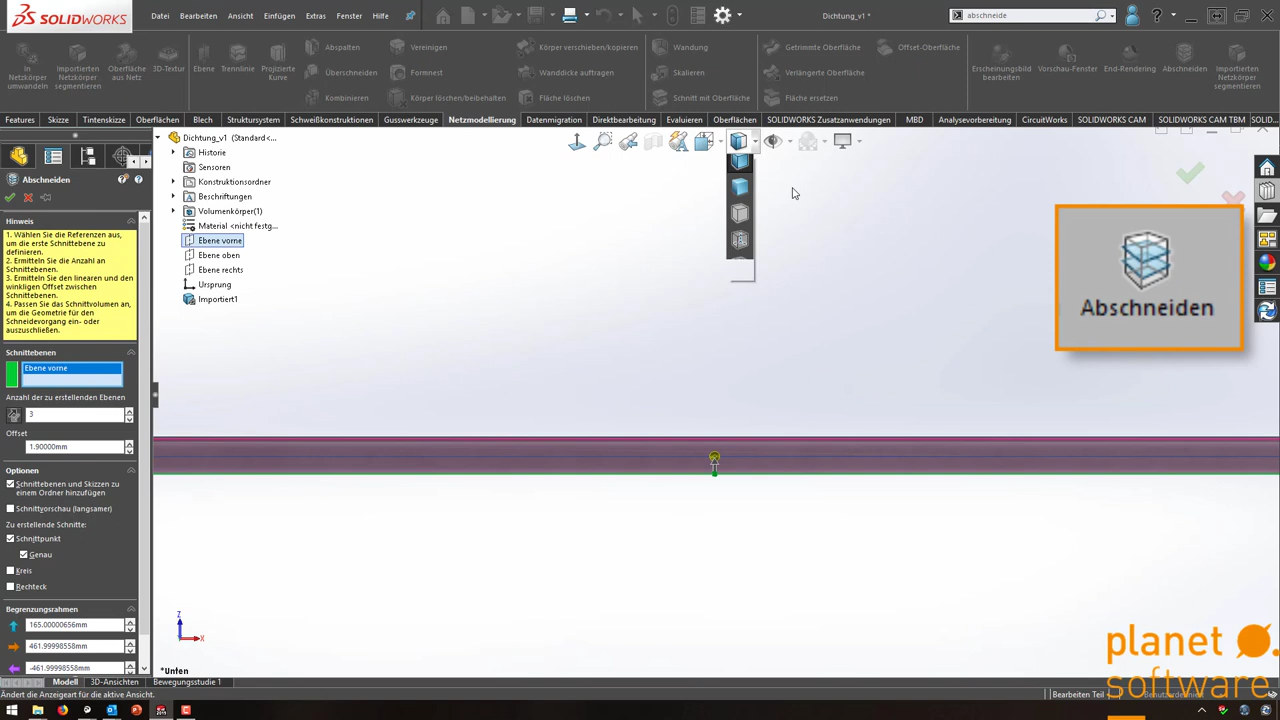 SOLIDWORKS
Datei Bearbeiten Ansicht Einfügen Extras Fenster Hilfe
Dichtung_v1 *
abschneide
In Netzkörper umwandeln
Netzkörper segmentieren
Oberfläche aus Netz
3D-Textur
Ebene
Trennlinie
Projizierte Kurve
Abspalten
Überschneiden
Kombinieren
Vereinigen
Formnest
Körper löschen/beibehalten
Körper verschieben/kopieren
Wanddicke auftragen
Fläche löschen
Wandung
Skalieren
Schnitt mit Oberfläche
Getrimmte Oberfläche
Verlängerte Oberfläche
Fläche ersetzen
Offset-Oberfläche
Erscheinungsbild bearbeiten
Vorschau-Fenster
End-Rendering
Abschneiden
Importierten Netzkörper segmentieren
Features Skizze Tintenskizze Oberflächen Blech Struktursystem Schweißkonstruktionen Gusswerkzeuge Netzmodellierung Datenmigration Direktbearbeitung Evaluieren Oberflächen SOLIDWORKS Zusatzanwendungen MBD Analysevorbereitung CircuitWorks SOLIDWORKS CAM SOLIDWORKS CAM TBM SOLID...
Dichtung_v1 (Standard<...
Historie
Sensoren
Konstruktionsordner
Beschriftungen
Volumenkörper(1)
Material <nicht festg...
Ebene vorne
Ebene oben
Ebene rechts
Ursprung
Importiert1
Abschneiden
Hinweis
1. Wählen Sie die Referenzen aus,
um die erste Schnittebene zu
definieren.
2. Ermitteln Sie die Anzahl an
Schnittebenen.
3. Ermitteln Sie den linearen und den
winkligen Offset zwischen
Schnittebenen.
4. Passen Sie das Schnittvolumen an,
um die Geometrie für den
Schneidevorgang ein- oder
auszuschließen.
Schnittebenen
Ebene vorne
Anzahl der zu erstellenden Ebenen
3
Offset
1.90000mm
Optionen
Schnittebenen und Skizzen zu
einem Ordner hinzufügen
Schnittvorschau (langsamer)
Zu erstellende Schnitte:
Schnittpunkt
Genau
Kreis
Rechteck
Begrenzungsrahmen
165.00000656mm
461.99998558mm
-461.99998558mm
Abschneiden
Z
X
*Unten
planet
software
Modell 3D-Ansichten Bewegungsstudie 1
Ändert die Anzeigeart für die aktive Ansicht.
Bearbeiten Teil
Benutzerdefiniert